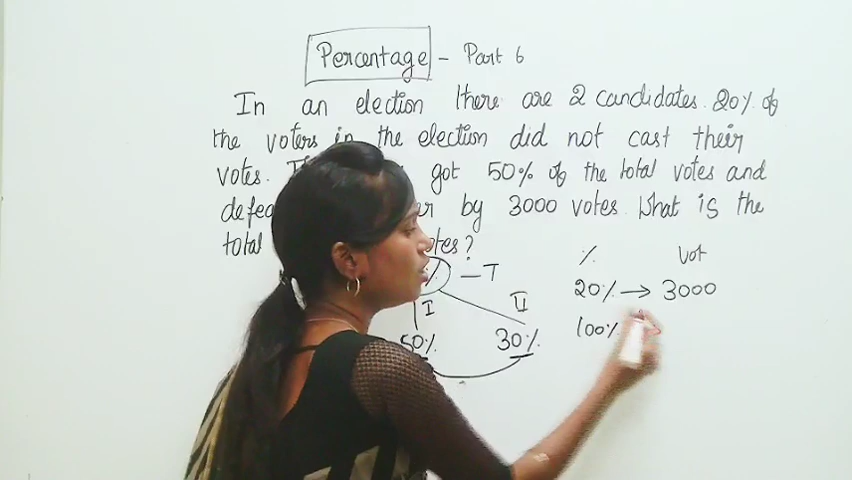 Percentage - Part 6
In an election there are 2 candidates. 20% of
the voters in the election did not cast their
votes. got 50% of the total votes and
by 3000 votes. What is the
total ?
% Vot
% - T 20% → 3000
I II 100%
50% 30%